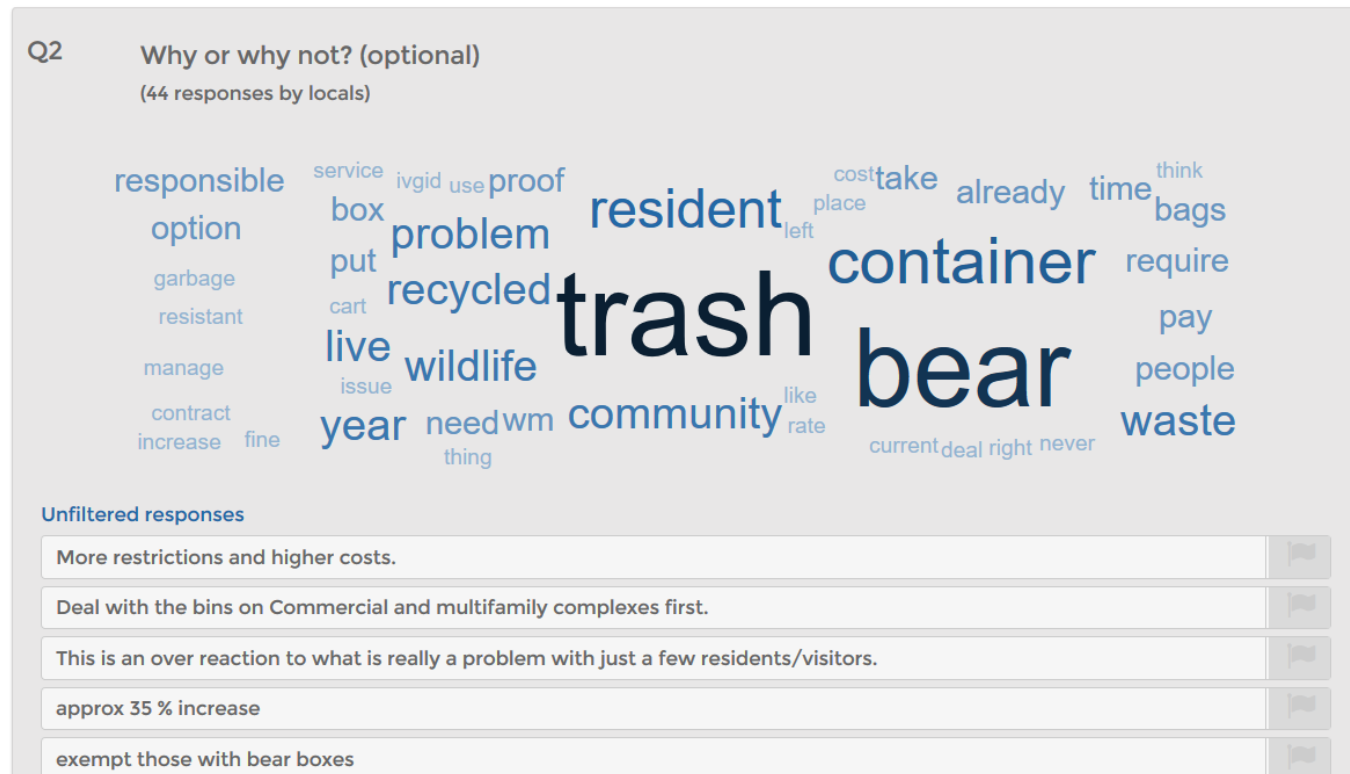 Q2
Why or why not? (optional)
(44 responses by locals)
responsible
service
ivgid
use
proof
resident
cost
take
already
time
think
option
box
problem
left
place
bags
garbage
put
recycled
trash
container
require
resistant
cart
pay
manage
live
wildlife
bear
people
issue
contract
year
need
wm
community
like
rate
waste
increase
fine
thing
current
deal
right
never
Unfiltered responses
More restrictions and higher costs.
Deal with the bins on Commercial and multifamily complexes first.
This is an over reaction to what is really a problem with just a few residents/visitors.
approx 35 % increase
exempt those with bear boxes